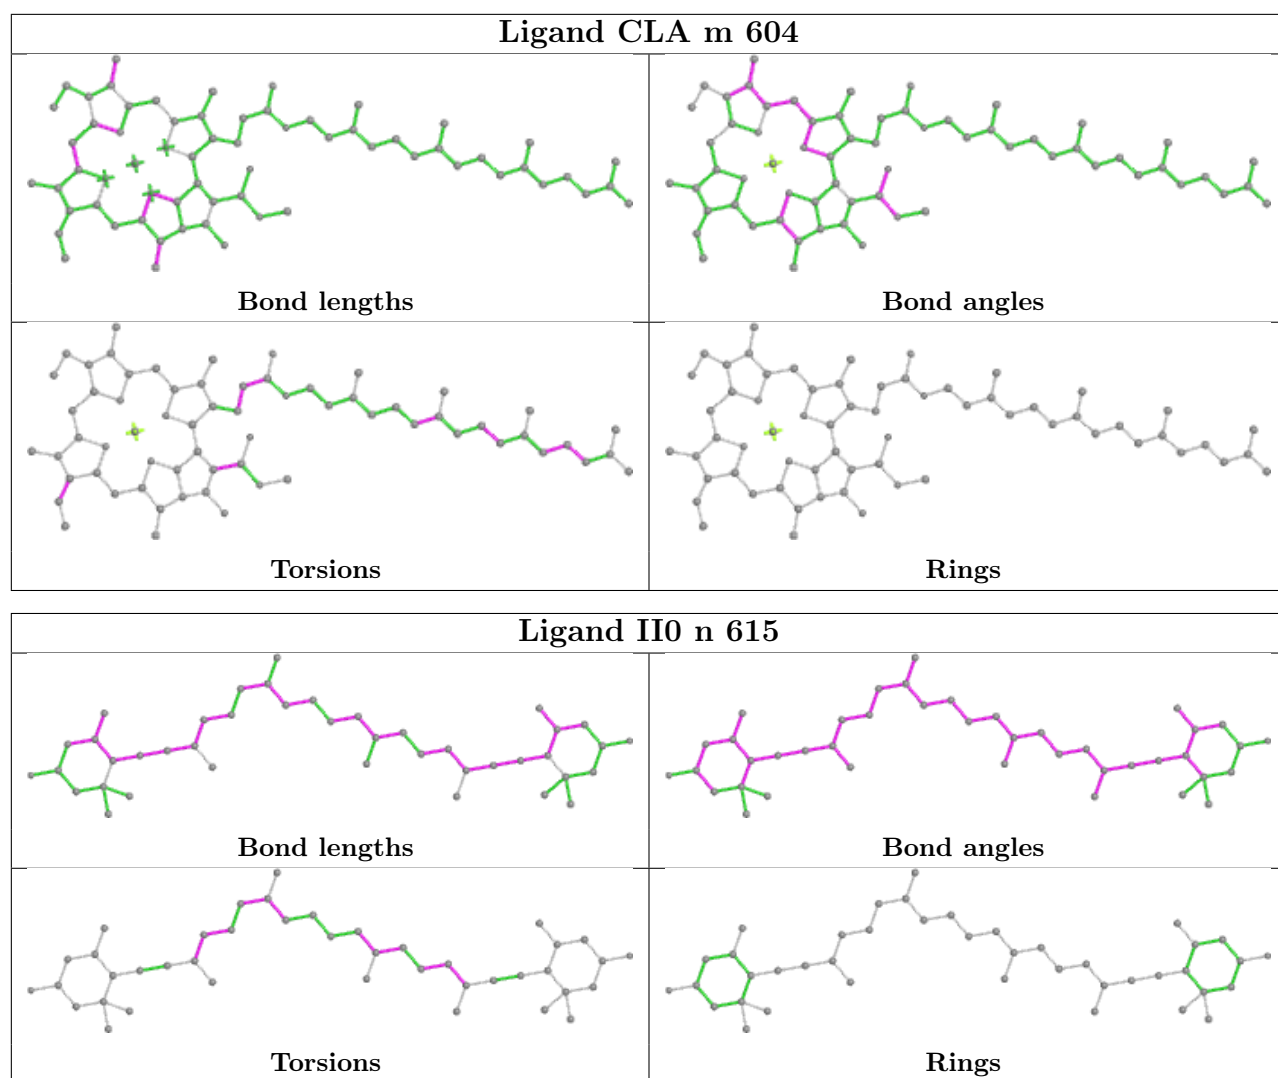 Ligand CLA m 604
Bond lengths
Bond angles
Torsions
Rings
Ligand II0 n 615
Bond lengths
Bond angles
Torsions
Rings